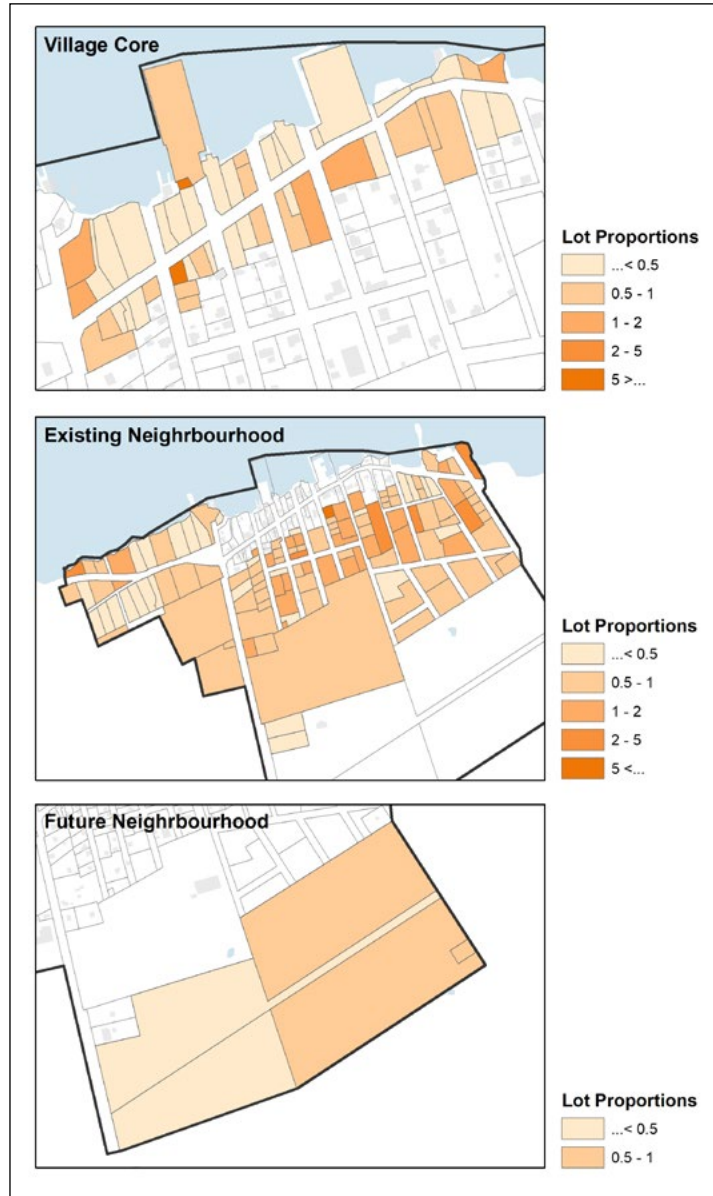 Village Core
Lot Proportions
...< 0.5
0.5 - 1
1 - 2
2 - 5
5 >...
Existing Neighrbourhood
Lot Proportions
...< 0.5
0.5 - 1
1 - 2
2 - 5
5 <...
Future Neighrbourhood
Lot Proportions
...< 0.5
0.5 - 1